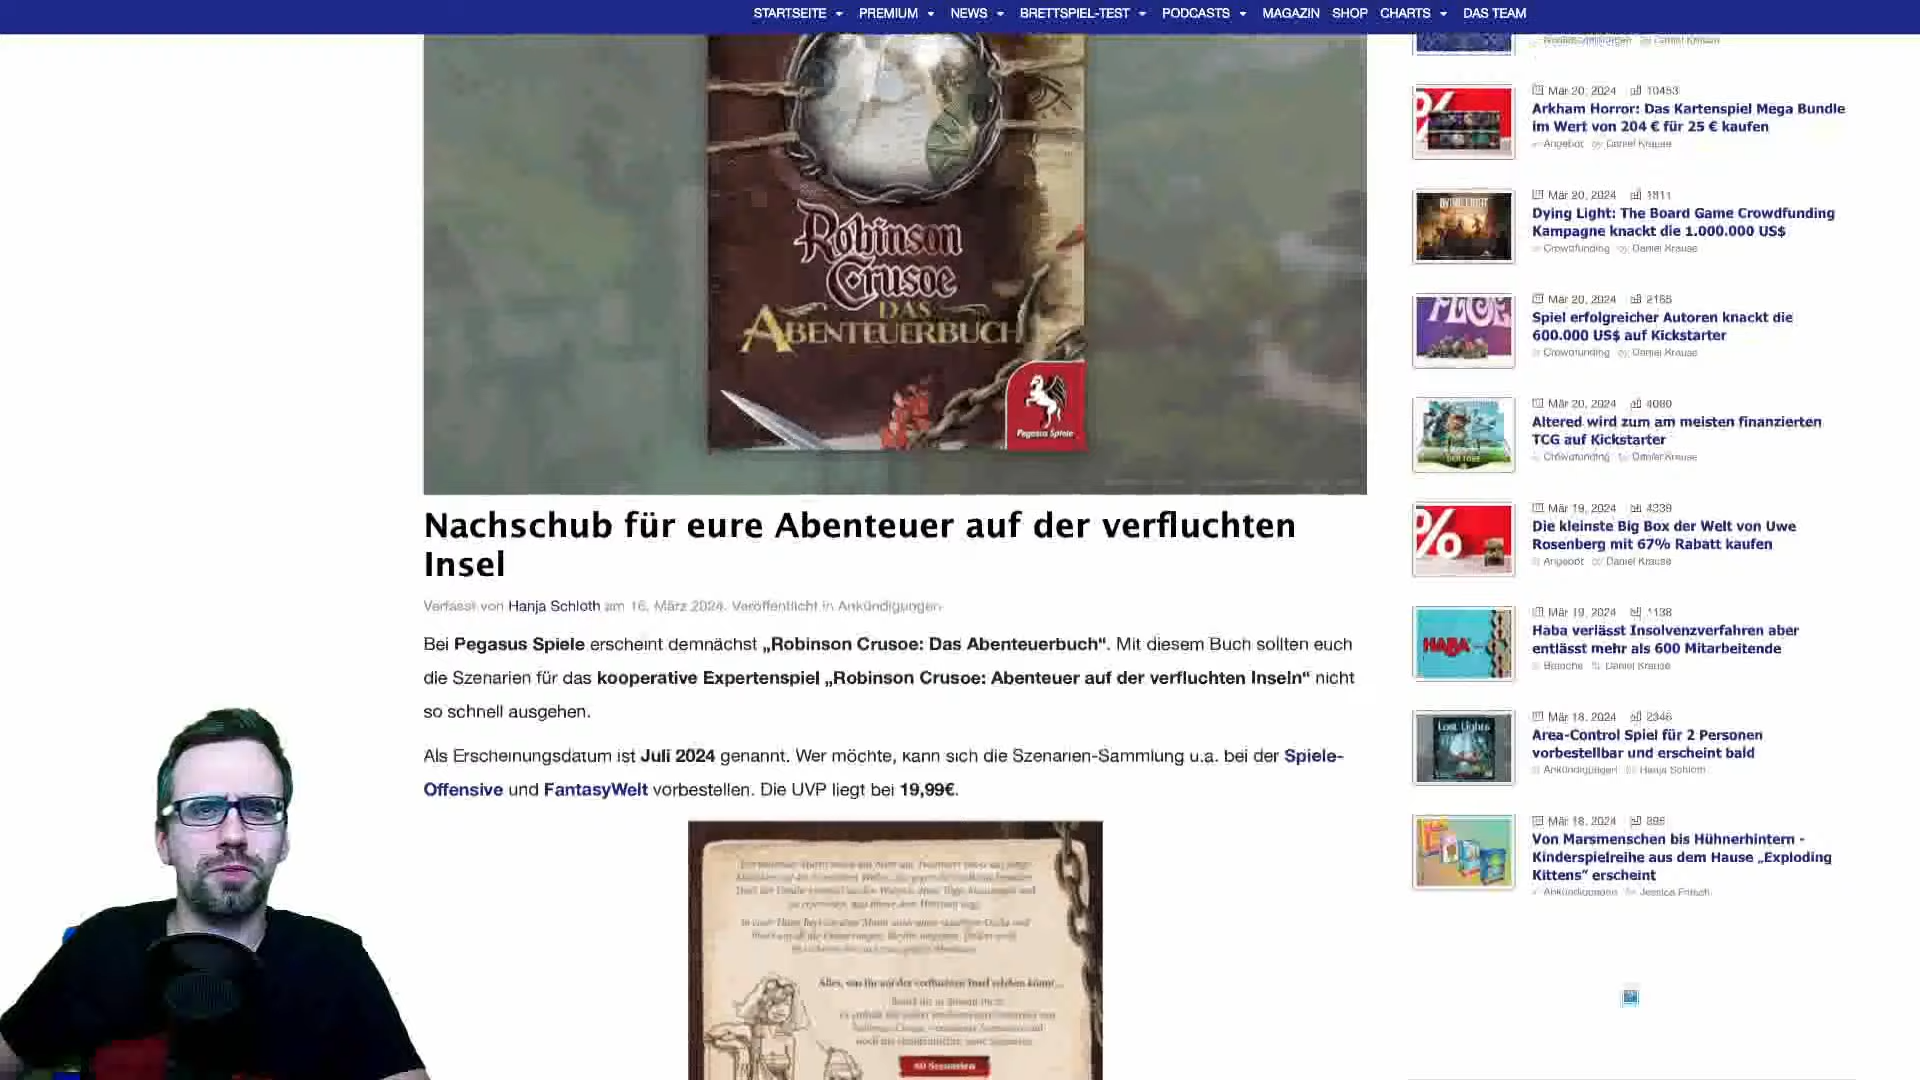 STARTSEITE PREMIUM NEWS BRETTSPIEL-TEST PODCASTS MAGAZIN SHOP CHARTS DAS TEAM
Robinson
Crusoe
DAS
ABENTEUERBUCH
Pegasus Spiele
Nachschub für eure Abenteuer auf der verfluchten
Insel
Verfasst von Hanja Schloth am 16. März 2024. Veröffentlicht in Ankündigungen
Bei Pegasus Spiele erscheint demnächst „Robinson Crusoe: Das Abenteuerbuch“. Mit diesem Buch sollten euch
die Szenarien für das kooperative Expertenspiel „Robinson Crusoe: Abenteuer auf der verfluchten Inseln“ nicht
so schnell ausgehen.
Als Erscheinungsdatum ist Juli 2024 genannt. Wer möchte, kann sich die Szenarien-Sammlung u.a. bei der Spiele-
Offensive und FantasyWelt vorbestellen. Die UVP liegt bei 19,99€.
60 Szenarien
Daniel Krause
Mär 20, 2024 10453
Arkham Horror: Das Kartenspiel Mega Bundle
im Wert von 204 € für 25 € kaufen
Angebot Daniel Krause
Mär 20, 2024 1811
Dying Light: The Board Game Crowdfunding
Kampagne knackt die 1.000.000 US$
Crowdfunding Daniel Krause
Mär 20, 2024 2165
Spiel erfolgreicher Autoren knackt die
600.000 US$ auf Kickstarter
Crowdfunding Daniel Krause
Mär 20, 2024 4080
Altered wird zum am meisten finanzierten
TCG auf Kickstarter
Crowdfunding Daniel Krause
%
Mär 19, 2024 4339
Die kleinste Big Box der Welt von Uwe
Rosenberg mit 67% Rabatt kaufen
Angebot Daniel Krause
HABA
Mär 19, 2024 1138
Haba verlässt Insolvenzverfahren aber
entlässt mehr als 600 Mitarbeitende
Branche Daniel Krause
Lost Lights
Mär 18, 2024 2346
Area-Control Spiel für 2 Personen
vorbestellbar und erscheint bald
Ankündigungen Hanja Schloth
Mär 18, 2024 895
Von Marsmenschen bis Hühnerhintern -
Kinderspielreihe aus dem Hause „Exploding
Kittens“ erscheint
Ankündigungen Jessica Fritsch